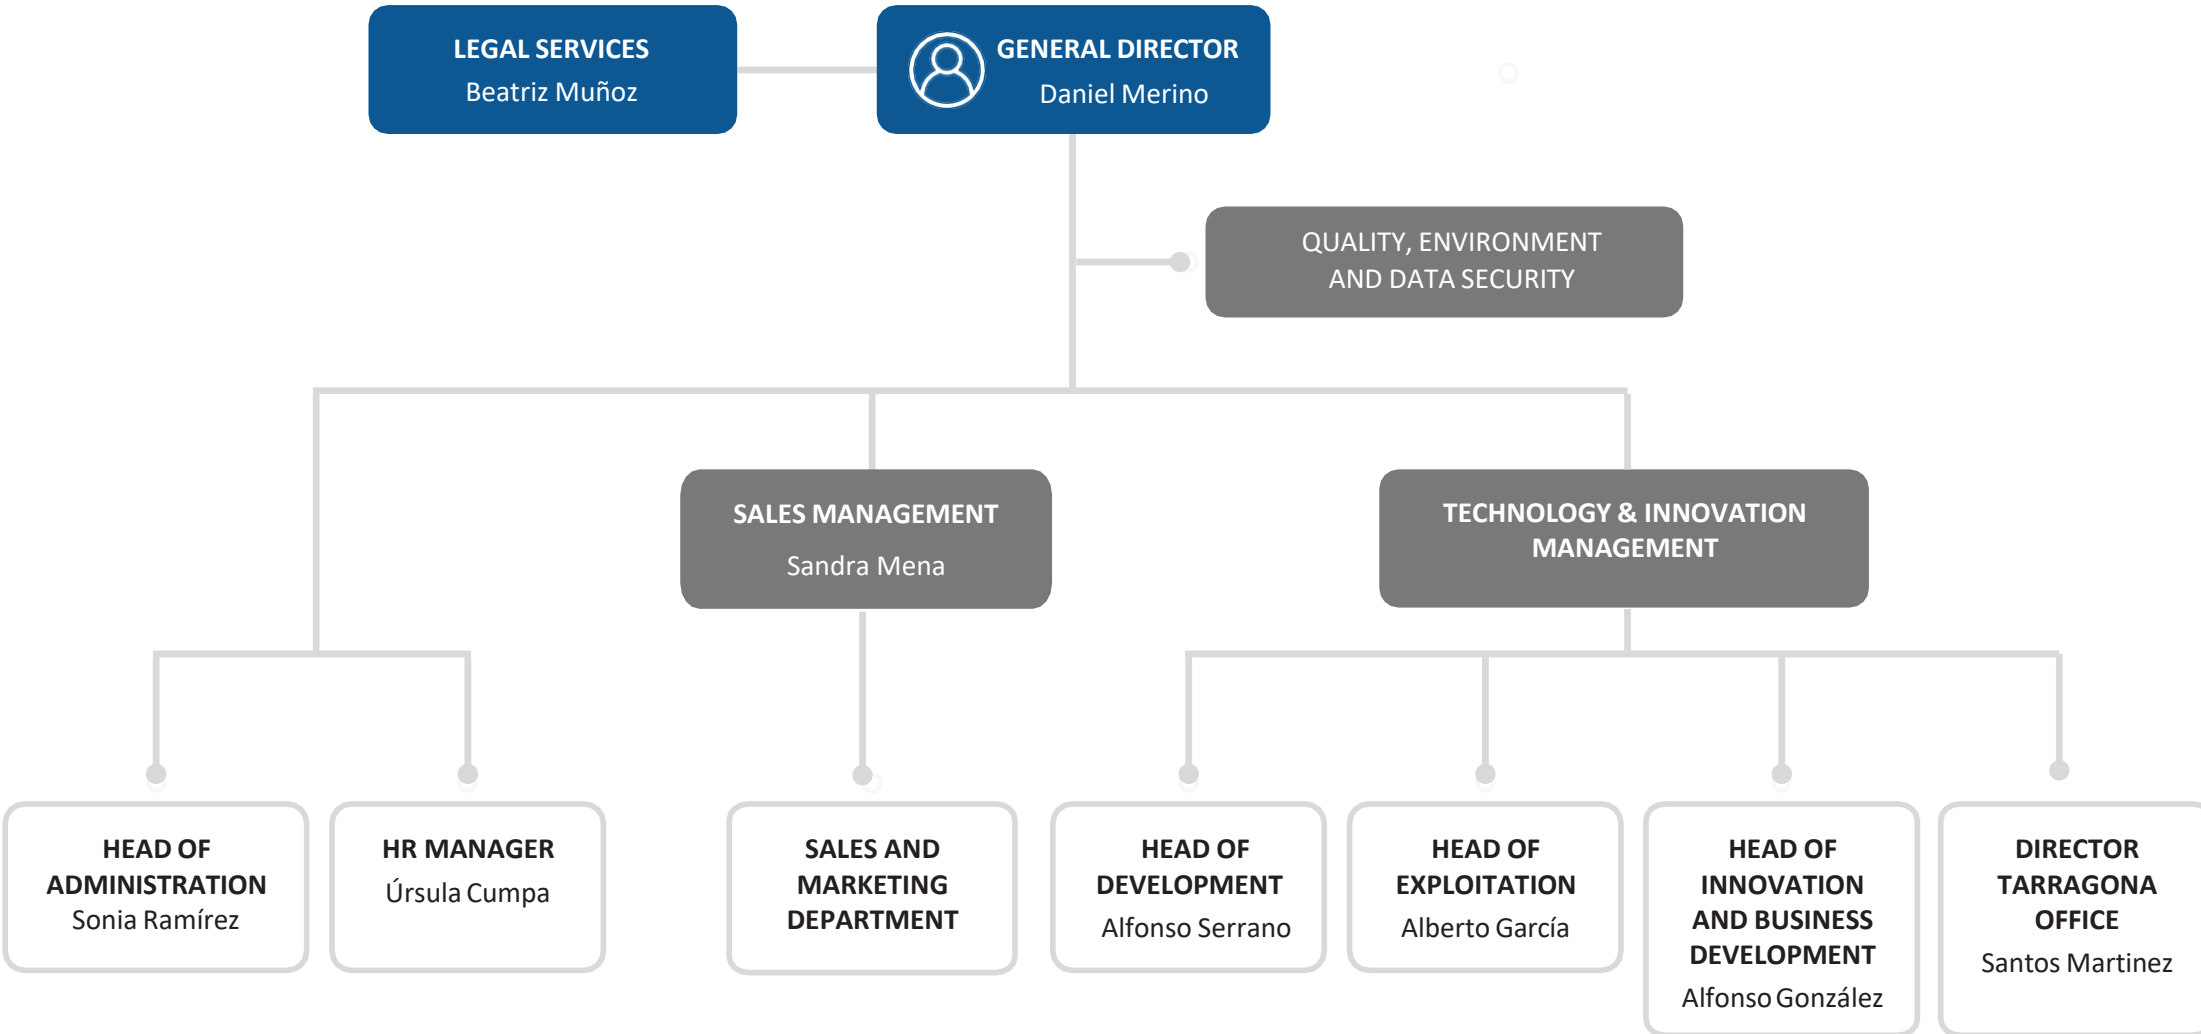 LEGAL SERVICES
Beatriz Muñoz
GENERAL DIRECTOR
Daniel Merino
QUALITY, ENVIRONMENT
AND DATA SECURITY
SALES MANAGEMENT
Sandra Mena
TECHNOLOGY & INNOVATION
MANAGEMENT
HEAD OF
ADMINISTRATION
Sonia Ramírez
HR MANAGER
Úrsula Cumpa
SALES AND
MARKETING
DEPARTMENT
HEAD OF
DEVELOPMENT
Alfonso Serrano
HEAD OF
EXPLOITATION
Alberto García
HEAD OF
INNOVATION
AND BUSINESS
DEVELOPMENT
Alfonso González
DIRECTOR
TARRAGONA
OFFICE
Santos Martinez